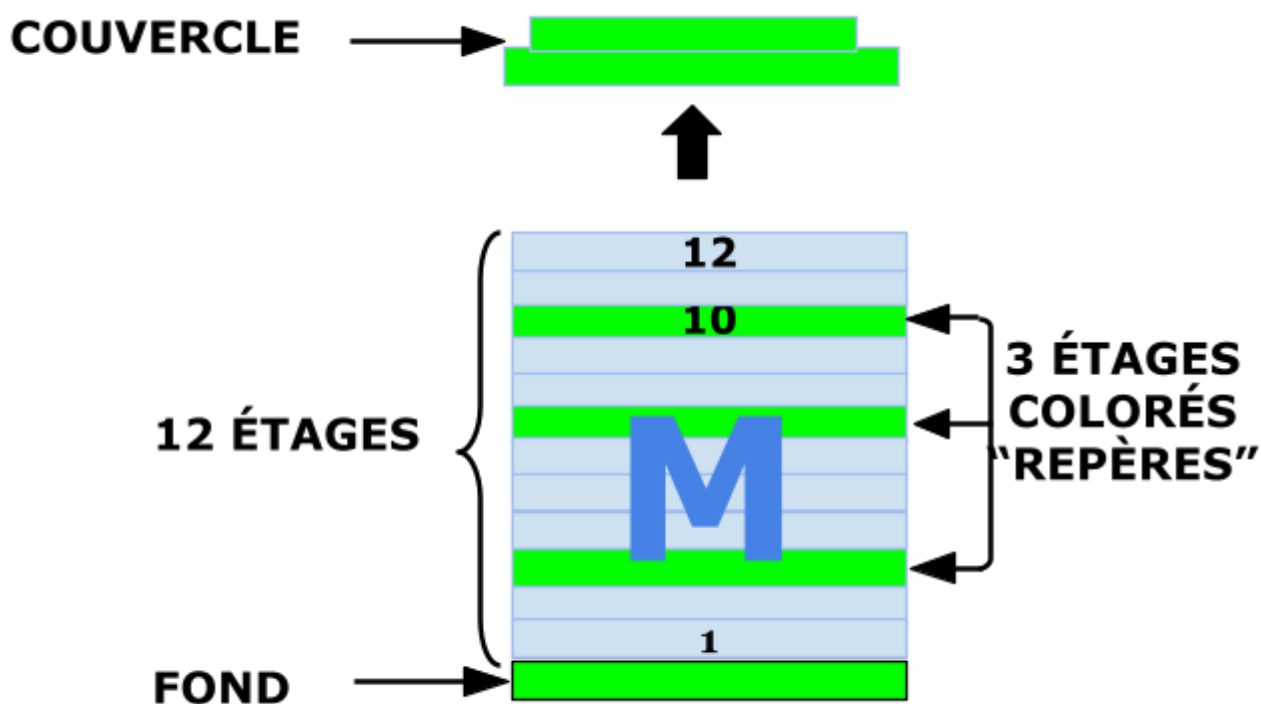 COUVERCLE
12
10
3 ÉTAGES
COLORÉS
“REPÈRES”
12 ÉTAGES
M
1
FOND